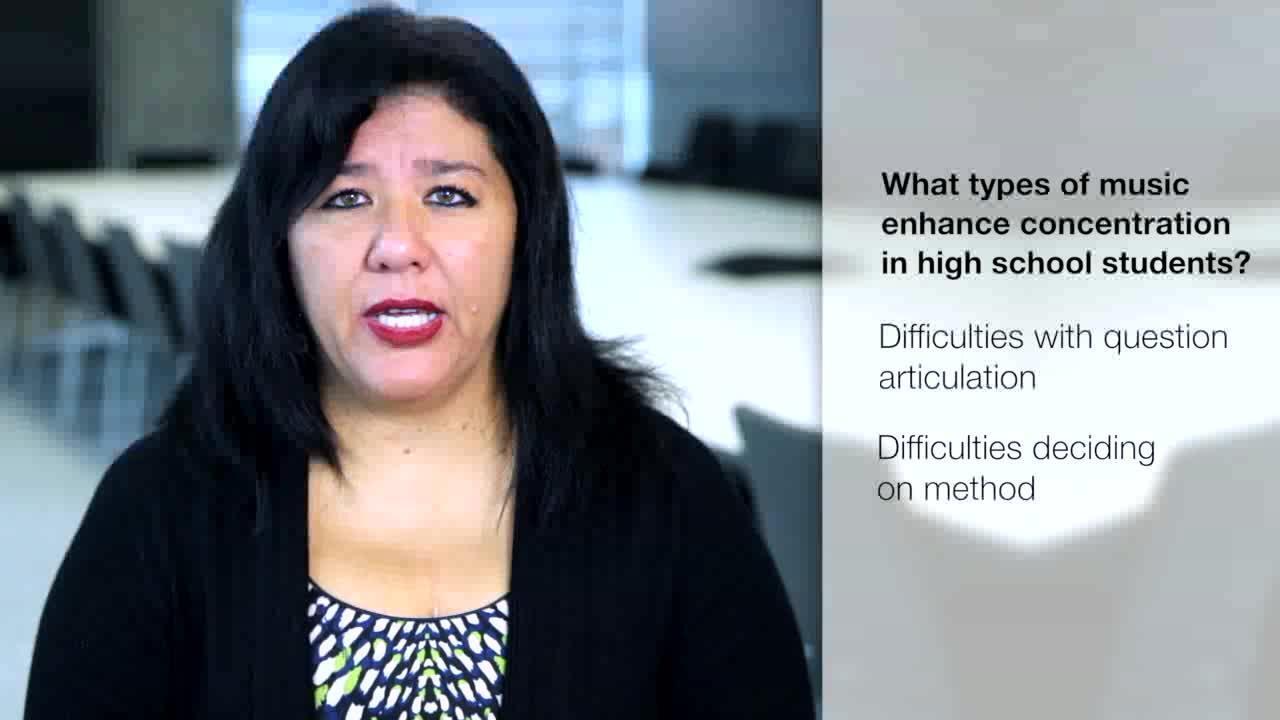 What types of music
enhance concentration
in high school students?
Difficulties with question
articulation
Difficulties deciding
on method